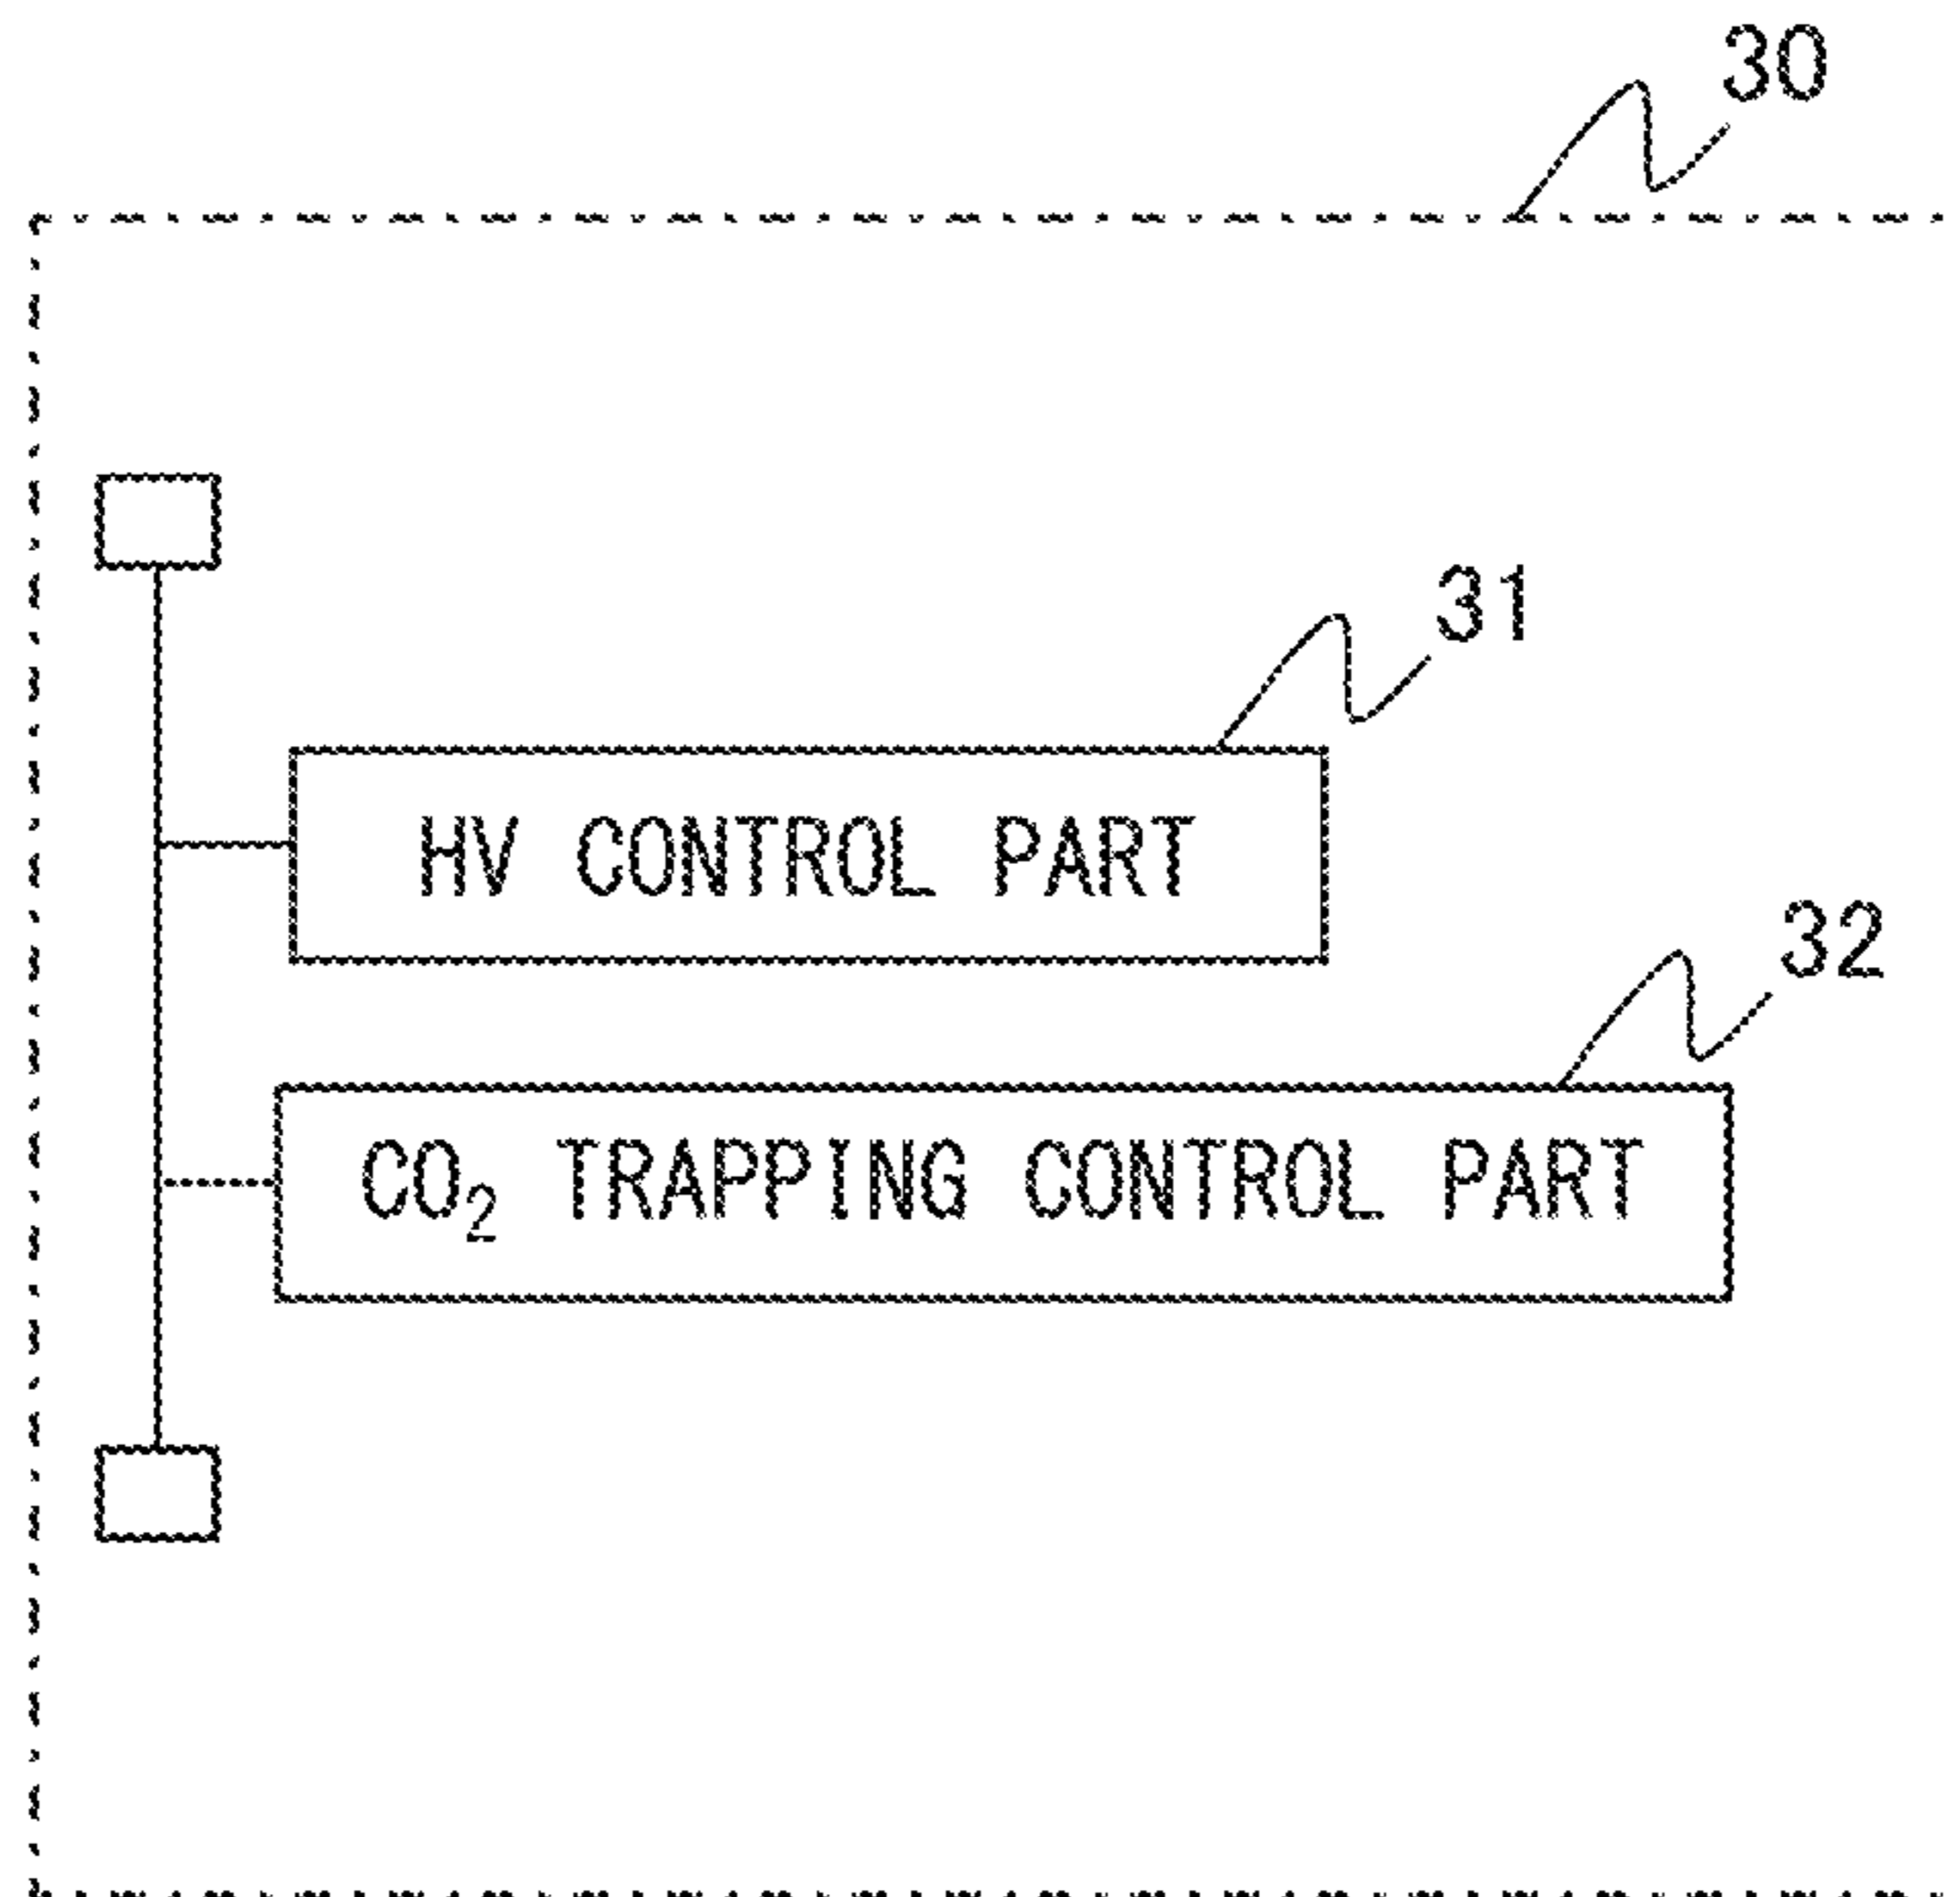 30
31
HV CONTROL PART
32
CO₂ TRAPPING CONTROL PART